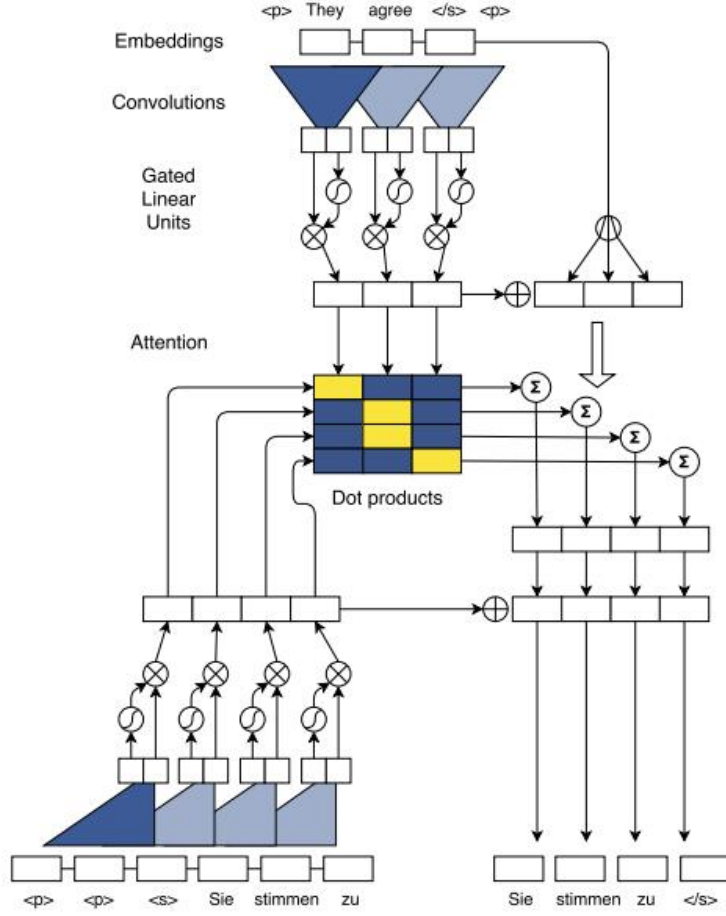 <p> They agree </s> <p>
Embeddings
Convolutions
Gated
Linear
Units
Attention
Σ
Σ
Σ
Σ
Dot products
<p> <p> <s> Sie stimmen zu
Sie stimmen zu </s>